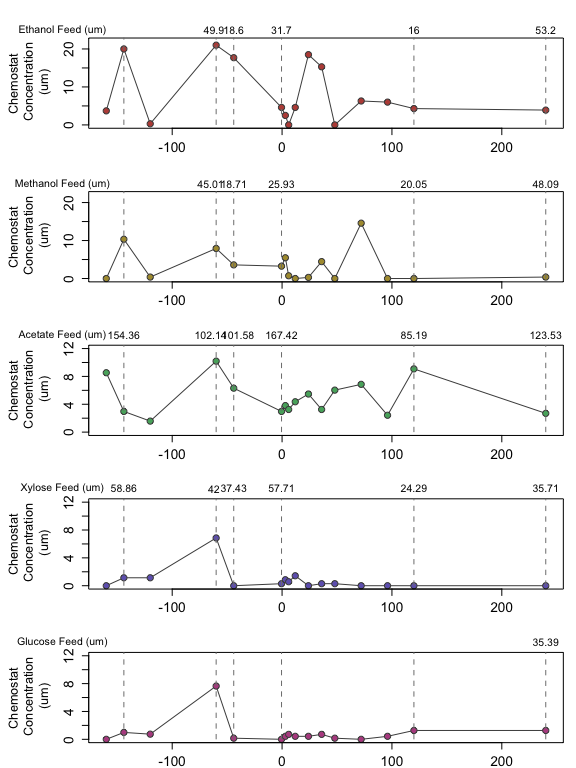 Ethanol Feed (um) 49.9 18.6 31.7 16 53.2
Chemostat
Concentration
(um)
20
10
0
-100 0 100 200
Methanol Feed (um) 45.01 18.71 25.93 20.05 48.09
Chemostat
Concentration
(um)
20
10
0
-100 0 100 200
Acetate Feed (um) 154.36 102.14 101.58 167.42 85.19 123.53
Chemostat
Concentration
(um)
12
8
4
0
-100 0 100 200
Xylose Feed (um) 58.86 42 37.43 57.71 24.29 35.71
Chemostat
Concentration
(um)
12
8
4
0
-100 0 100 200
Glucose Feed (um) 35.39
Chemostat
Concentration
(um)
12
8
4
0
-100 0 100 200